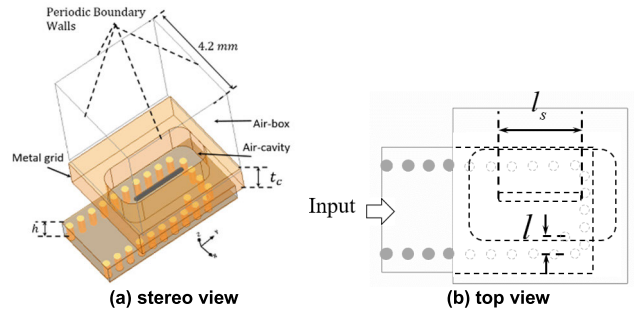 Periodic Boundary
Walls
4.2 mm
Air-box
Air-cavity
Metal grid
t_c
h
z
Y
X
(a) stereo view
l_s
Input
l
(b) top view